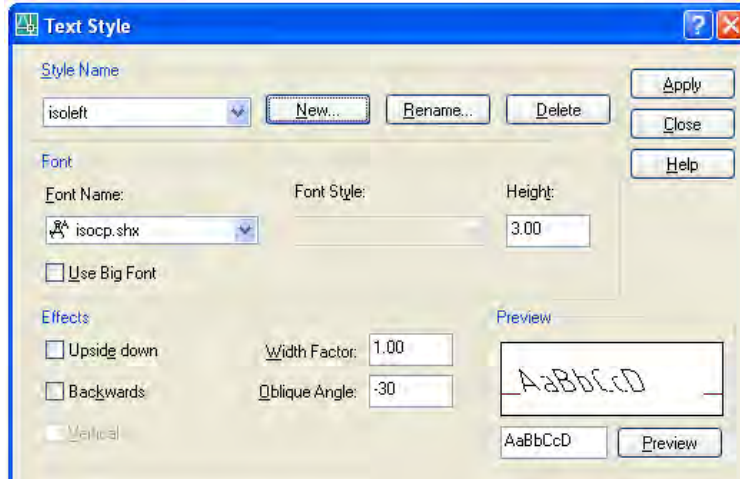 Text Style
Style Name
isoleft New... Rename... Delete
Apply
Close
Help
Font
Font Name: Font Style: Height:
isocp.shx 3.00
Use Big Font
Effects
Upside down Width Factor: 1.00
Backwards Oblique Angle: -30
Vertical
Preview
AaBbCcD
AaBbCcD Preview